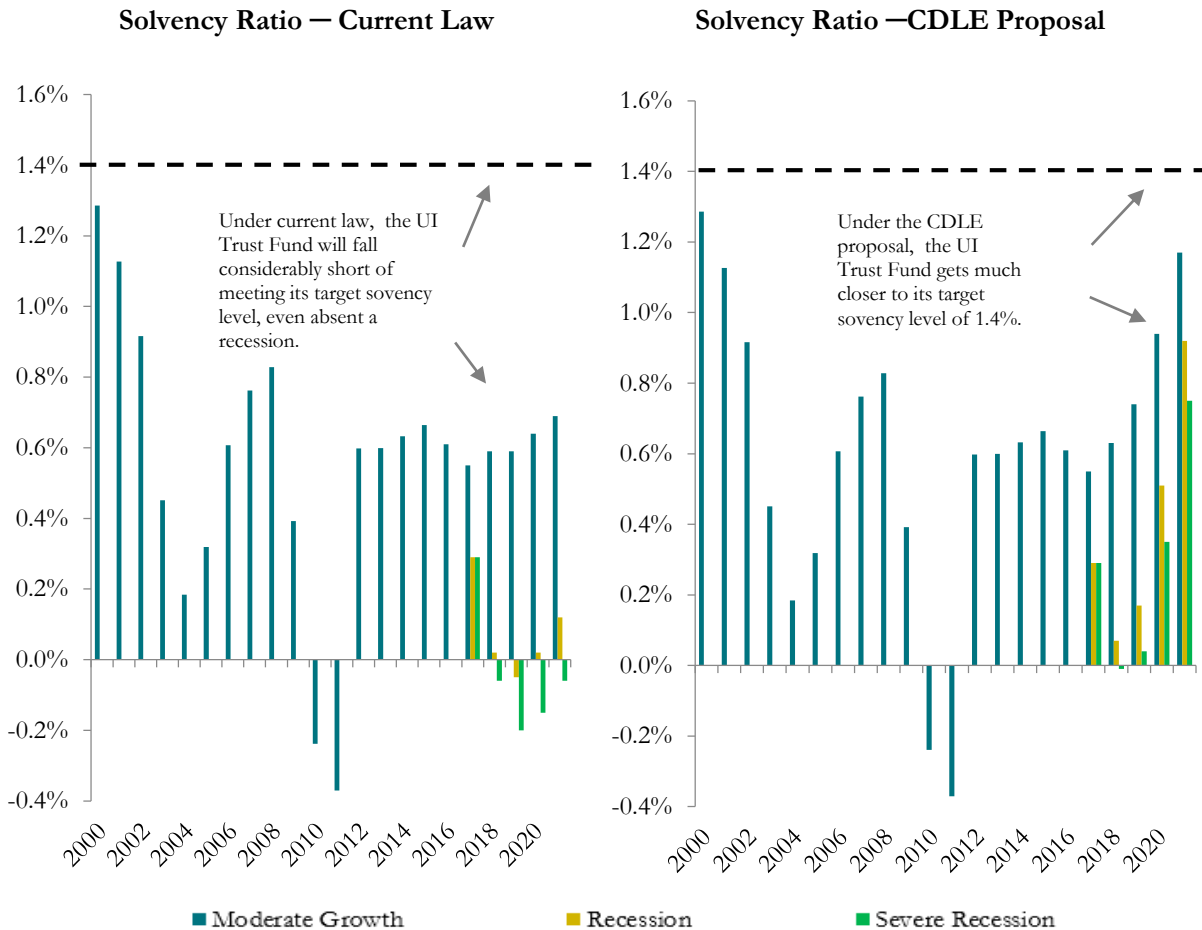 Solvency Ratio — Current Law
1.6%
1.4%
1.2%
1.0%
0.8%
0.6%
0.4%
0.2%
0.0%
-0.2%
-0.4%
Under current law, the UI
Trust Fund will fall
considerably short of
meeting its target sovency
level, even absent a
recession.
2000
2002
2004
2006
2008
2010
2012
2014
2016
2018
2020
Solvency Ratio —CDLE Proposal
1.6%
1.4%
1.2%
1.0%
0.8%
0.6%
0.4%
0.2%
0.0%
-0.2%
-0.4%
Under the CDLE
proposal, the UI
Trust Fund gets much
closer to its target
sovency level of 1.4%.
2000
2002
2004
2006
2008
2010
2012
2014
2016
2018
2020
Moderate Growth
Recession
Severe Recession